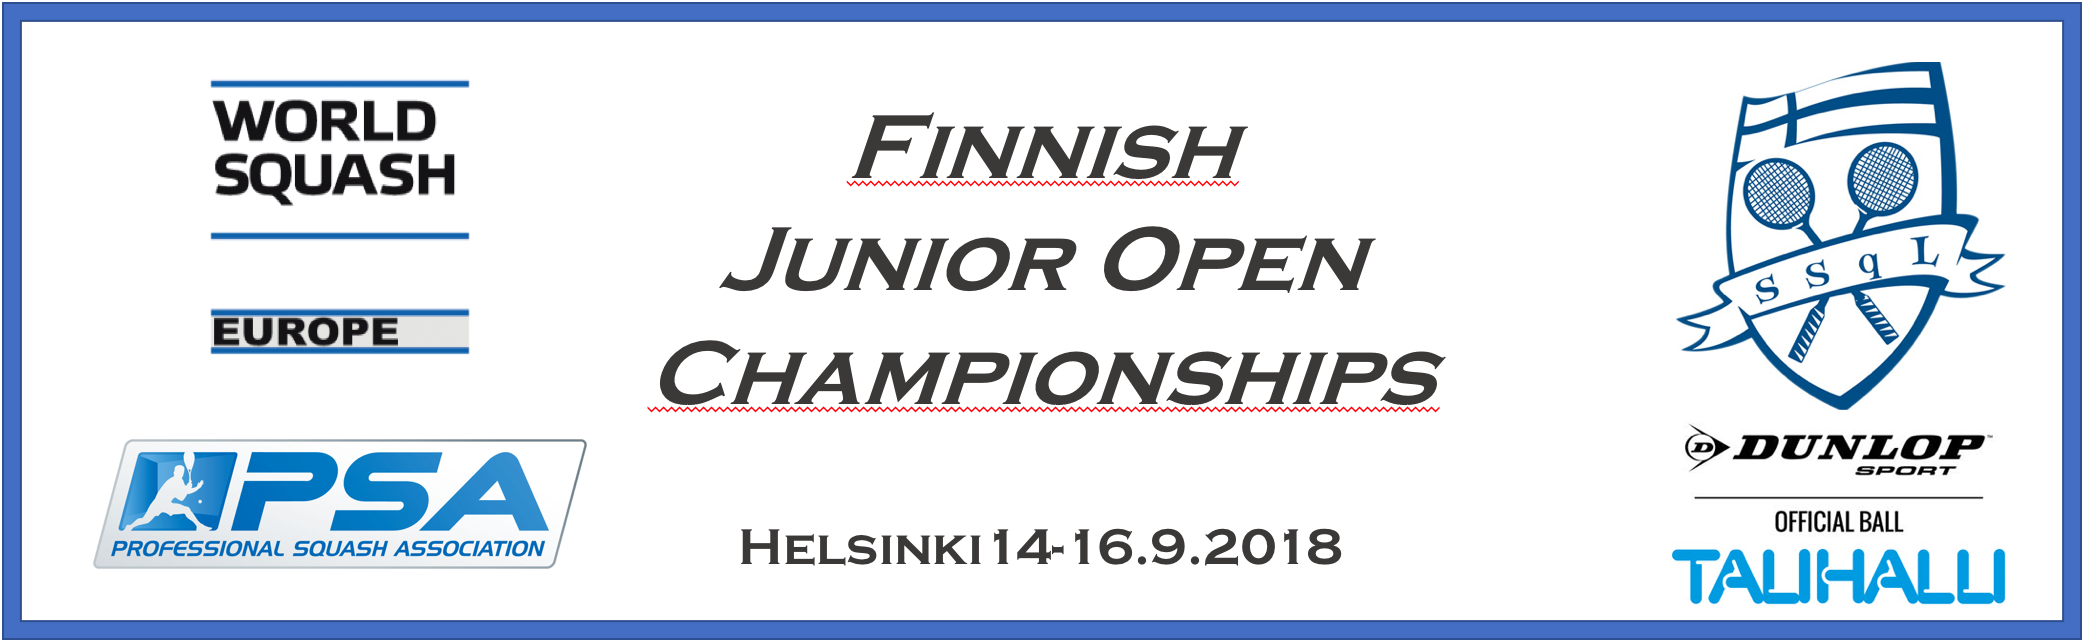 WORLD
SQUASH
EUROPE
PSA
PROFESSIONAL SQUASH ASSOCIATION
FINNISH
JUNIOR OPEN
CHAMPIONSHIPS
HELSINKI 14-16.9.2018
S S q L
D DUNLOP™
SPORT
OFFICIAL BALL
TALIHALLI